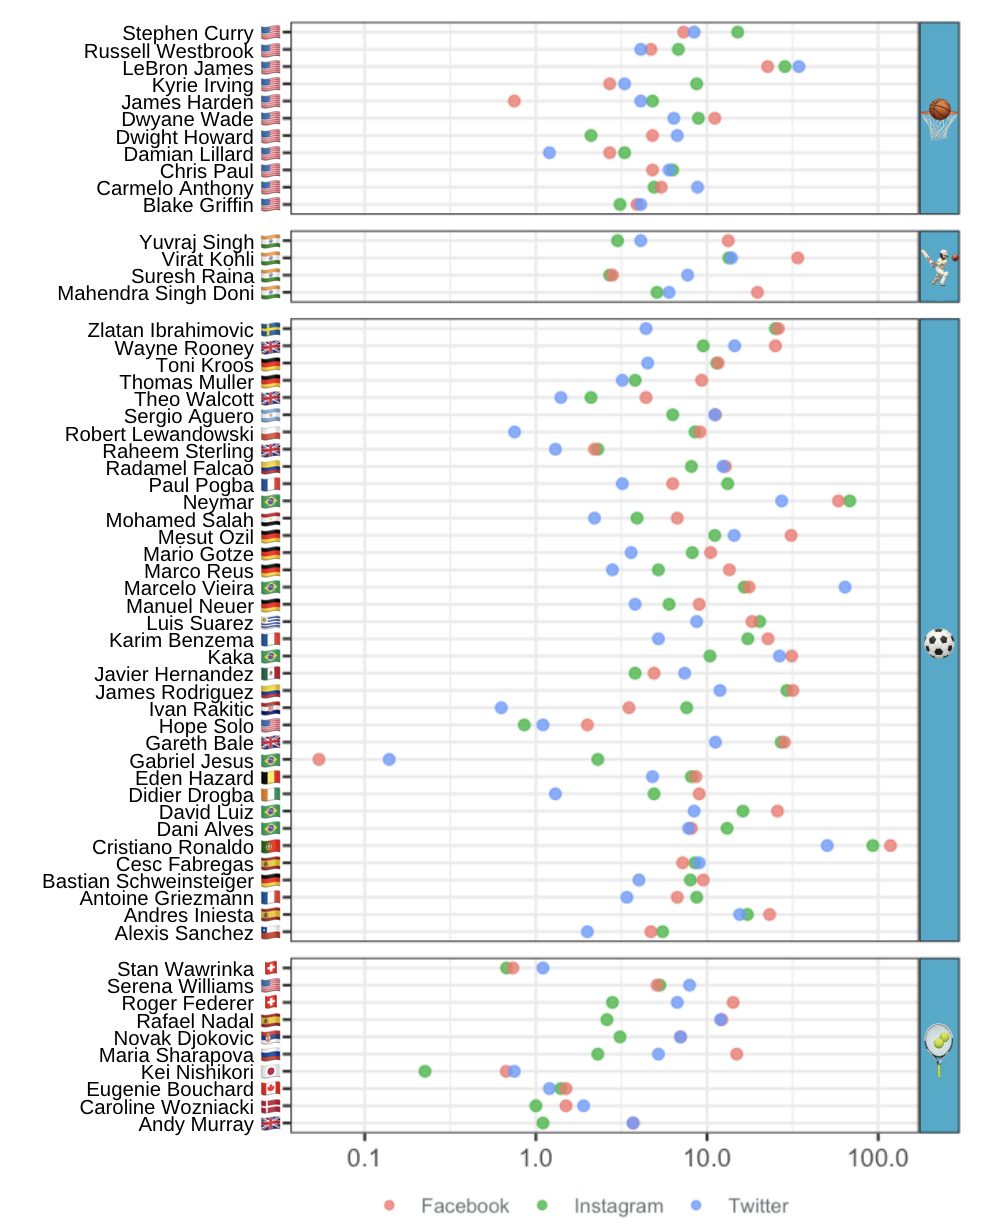 Stephen Curry
Russell Westbrook
LeBron James
Kyrie Irving
James Harden
Dwyane Wade
Dwight Howard
Damian Lillard
Chris Paul
Carmelo Anthony
Blake Griffin
Yuvraj Singh
Virat Kohli
Suresh Raina
Mahendra Singh Doni
Zlatan Ibrahimovic
Wayne Rooney
Toni Kroos
Thomas Muller
Theo Walcott
Sergio Aguero
Robert Lewandowski
Raheem Sterling
Radamel Falcao
Paul Pogba
Neymar
Mohamed Salah
Mesut Ozil
Mario Gotze
Marco Reus
Marcelo Vieira
Manuel Neuer
Luis Suarez
Karim Benzema
Kaka
Javier Hernandez
James Rodriguez
Ivan Rakitic
Hope Solo
Gareth Bale
Gabriel Jesus
Eden Hazard
Didier Drogba
David Luiz
Dani Alves
Cristiano Ronaldo
Cesc Fabregas
Bastian Schweinsteiger
Antoine Griezmann
Andres Iniesta
Alexis Sanchez
Stan Wawrinka
Serena Williams
Roger Federer
Rafael Nadal
Novak Djokovic
Maria Sharapova
Kei Nishikori
Eugenie Bouchard
Caroline Wozniacki
Andy Murray
0.1 1.0 10.0 100.0
Facebook Instagram Twitter